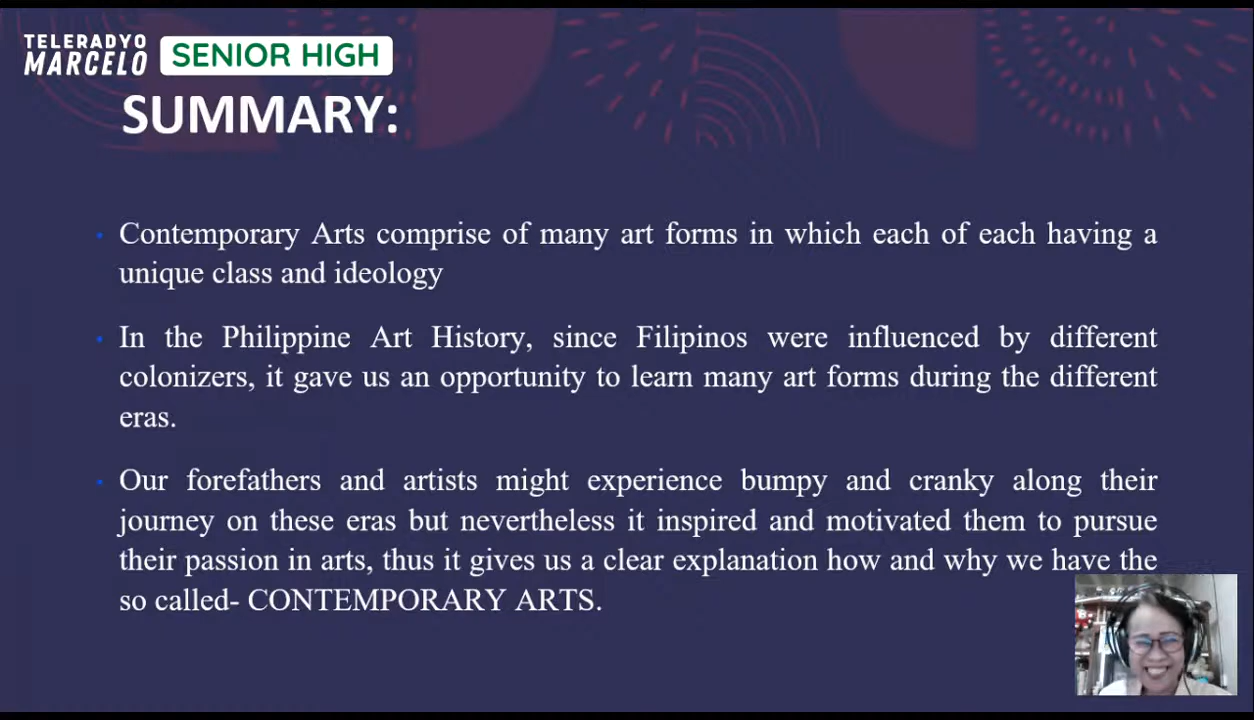 TELERADYO
MARCELO
SENIOR HIGH
SUMMARY:
Contemporary Arts comprise of many art forms in which each of each having a
unique class and ideology
In the Philippine Art History, since Filipinos were influenced by different
colonizers, it gave us an opportunity to learn many art forms during the different
eras.
Our forefathers and artists might experience bumpy and cranky along their
journey on these eras but nevertheless it inspired and motivated them to pursue
their passion in arts, thus it gives us a clear explanation how and why we have the
so called- CONTEMPORARY ARTS.